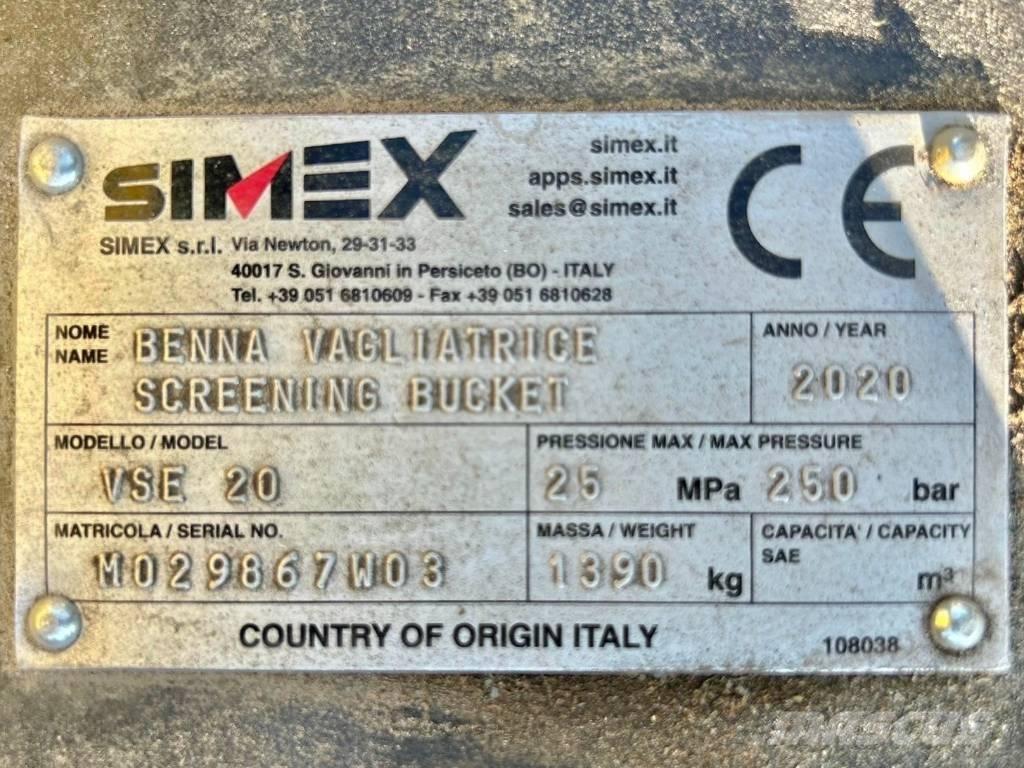 SIMEX
simex.it
apps.simex.it
sales@simex.it
CE
SIMEX s.r.l. Via Newton, 29-31-33
40017 S. Giovanni in Persiceto (BO) - ITALY
Tel. +39 051 6810609 - Fax +39 051 6810628
NOME
NAME
BENNA VAGLIATRICE
SCREENING BUCKET
ANNO / YEAR
2020
MODELLO / MODEL
VSE 20
PRESSIONE MAX / MAX PRESSURE
25 MPa 250 bar
MATRICOLA / SERIAL NO.
M029867W03
MASSA / WEIGHT
1390 kg
CAPACITA' / CAPACITY
SAE
m³
COUNTRY OF ORIGIN ITALY
108038